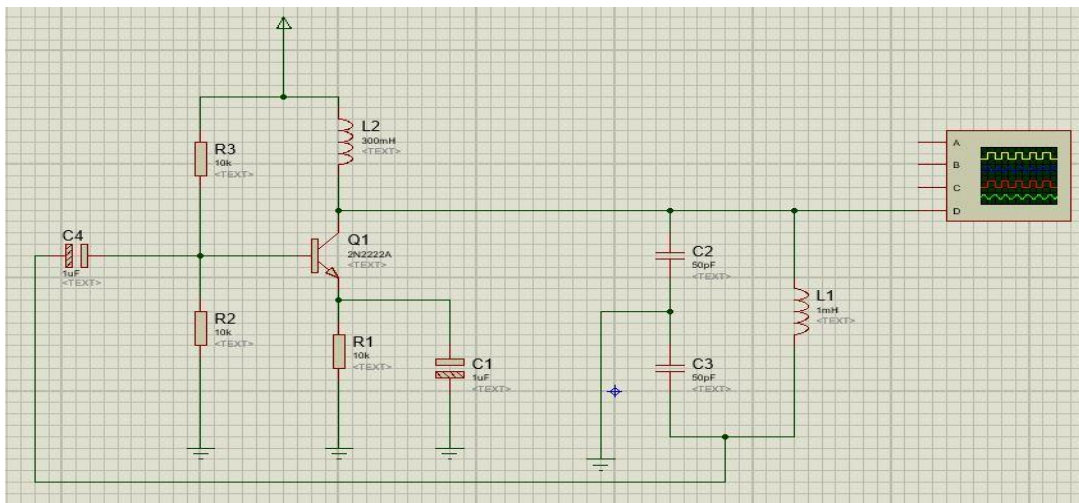 L2
300mH
<TEXT>
R3
10k
<TEXT>
A
B
C
D
C4
1uF
<TEXT>
Q1
2N2222A
<TEXT>
C2
50pF
<TEXT>
L1
1mH
<TEXT>
R2
10k
<TEXT>
R1
10k
<TEXT>
C1
1uF
<TEXT>
C3
50pF
<TEXT>